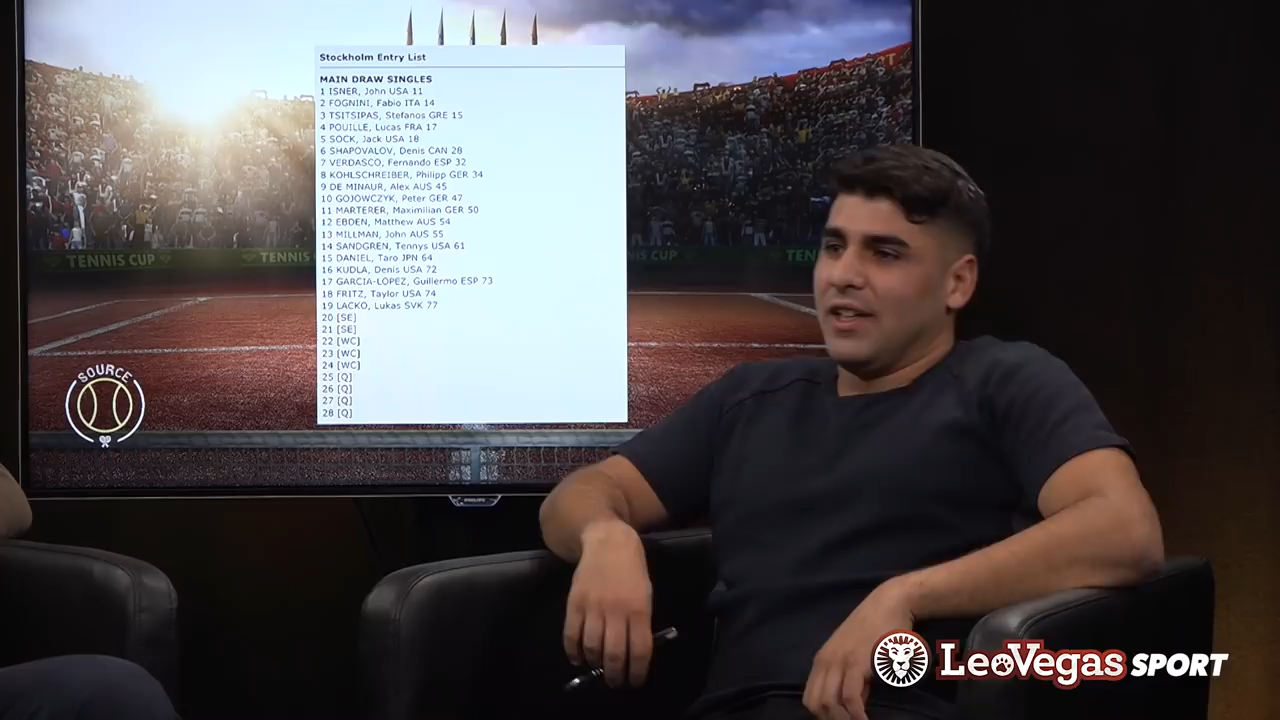 Stockholm Entry List
MAIN DRAW SINGLES
1 ISNER, John USA 11
2 FOGNINI, Fabio ITA 14
3 TSITSIPAS, Stefanos GRE 15
4 POUILLE, Lucas FRA 17
5 SOCK, Jack USA 18
6 SHAPOVALOV, Denis CAN 28
7 VERDASCO, Fernando ESP 32
8 KOHLSCHREIBER, Philipp GER 34
9 DE MINAUR, Alex AUS 45
10 GOJOWCZYK, Peter GER 47
11 MARTERER, Maximilian GER 50
12 EBDEN, Matthew AUS 54
13 MILLMAN, John AUS 55
14 SANDGREN, Tennys USA 61
15 DANIEL, Taro JPN 64
16 KUDLA, Denis USA 72
17 GARCIA-LOPEZ, Guillermo ESP 73
18 FRITZ, Taylor USA 74
19 LACKO, Lukas SVK 77
20 [SE]
21 [SE]
22 [WC]
23 [WC]
24 [WC]
25 [Q]
26 [Q]
27 [Q]
28 [Q]
TENNIS CUP
TENNIS
TE
SOURCE
LeoVegas SPORT